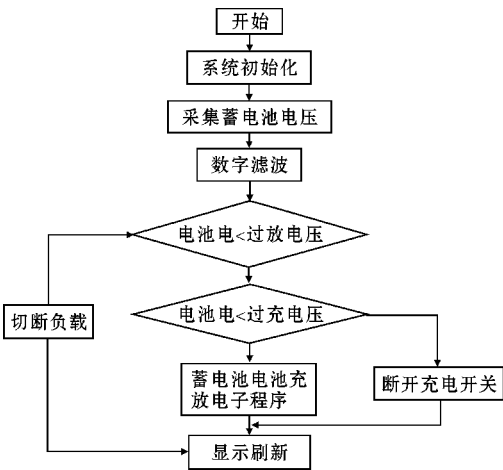 开始
系统初始化
采集蓄电池电压
数字滤波
电池电<过放电压
电池电<过充电压
切断负载
蓄电池电池充
放电子程序
断开充电开关
显示刷新